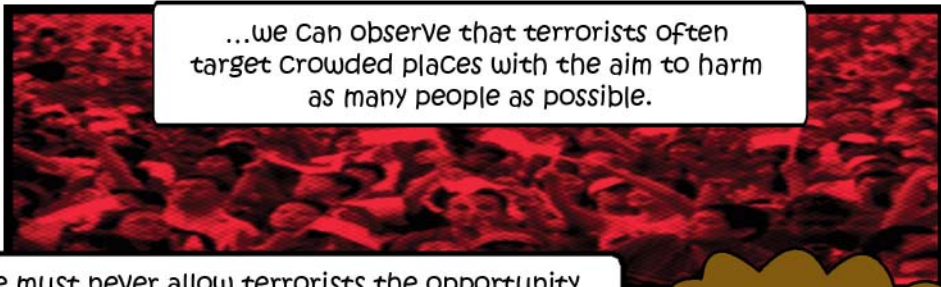 ...we can observe that terrorists often
target crowded places with the aim to harm
as many people as possible.
must never allow terrorists the opportunity